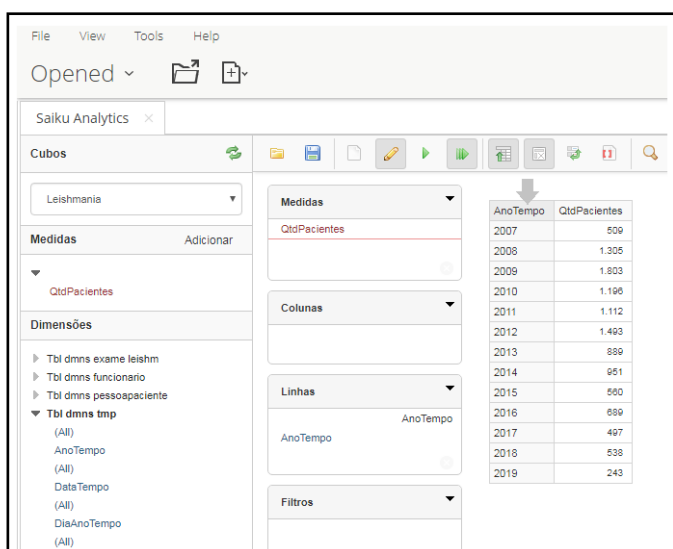 File View Tools Help
Opened
Saiku Analytics ×
Cubos
Leishmania
Medidas Adicionar
QtdPacientes
Dimensões
Tbl dmns exame leishm
Tbl dmns funcionario
Tbl dmns pessoapaciente
Tbl dmns tmp
(All)
AnoTempo
(All)
DataTempo
(All)
DiaAnoTempo
(All)
Medidas
QtdPacientes
Colunas
Linhas
AnoTempo
AnoTempo
Filtros
AnoTempo QtdPacientes
2007 509
2008 1.305
2009 1.803
2010 1.196
2011 1.112
2012 1.493
2013 889
2014 951
2015 560
2016 689
2017 497
2018 538
2019 243